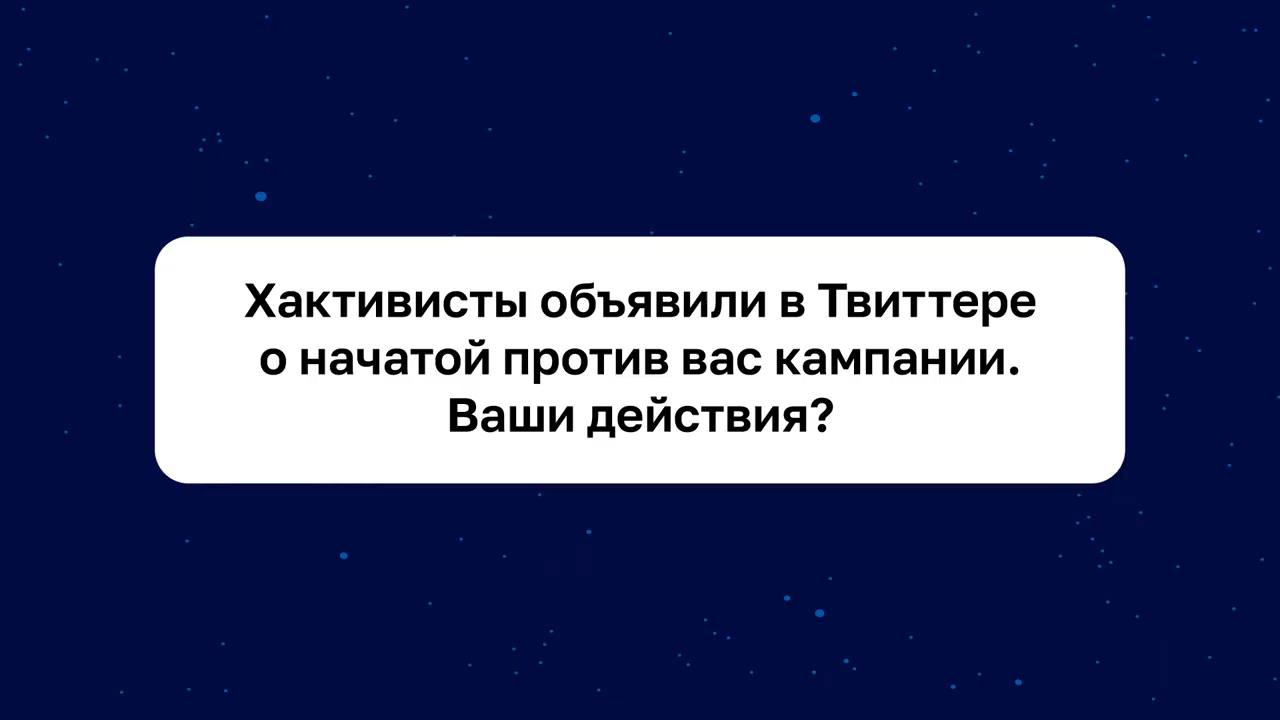 Хактивисты объявили в Твиттере
о начатой против вас кампании.
Ваши действия?